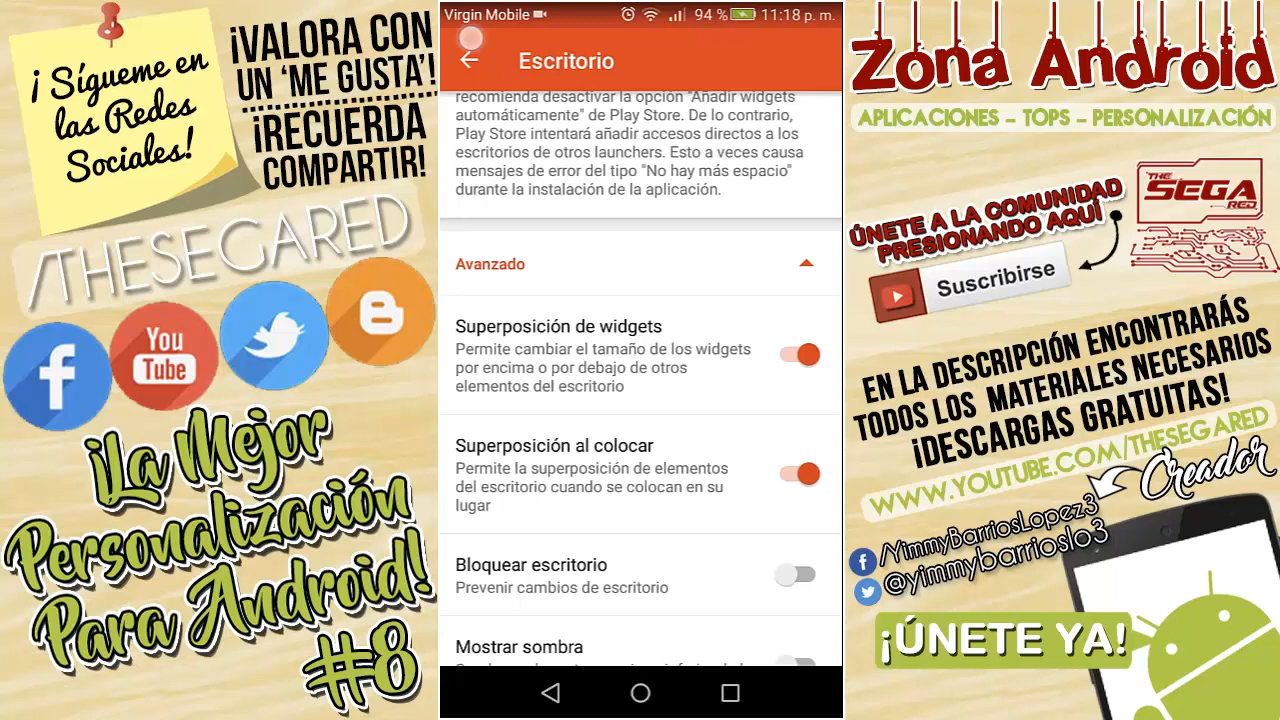 ¡ Sígueme en
las Redes
Sociales!
¡VALORA CON
UN 'ME GUSTA'!
¡RECUERDA
COMPARTIR!
/THESEGARED
You
Tube
¡La Mejor
Personalización
Para Android!
#8
Virgin Mobile
94 %
11:18 p. m.
Escritorio
recomienda desactivar la opción "Añadir widgets
automáticamente" de Play Store. De lo contrario,
Play Store intentará añadir accesos directos a los
escritorios de otros launchers. Esto a veces causa
mensajes de error del tipo "No hay más espacio"
durante la instalación de la aplicación.
Avanzado
Superposición de widgets
Permite cambiar el tamaño de los widgets
por encima o por debajo de otros
elementos del escritorio
Superposición al colocar
Permite la superposición de elementos
del escritorio cuando se colocan en su
lugar
Bloquear escritorio
Prevenir cambios de escritorio
Mostrar sombra
Zona Android
APLICACIONES – TOPS – PERSONALIZACIÓN
THE
SEGA
RED
ÚNETE A LA COMUNIDAD
PRESIONANDO AQUÍ
Suscribirse
EN LA DESCRIPCIÓN ENCONTRARÁS
TODOS LOS MATERIALES NECESARIOS
¡DESCARGAS GRATUITAS!
WWW.YOUTUBE.COM/THESEGARED
Creador
/YimmyBarriosLopez3
@yimmybarrioslo3
¡ÚNETE YA!